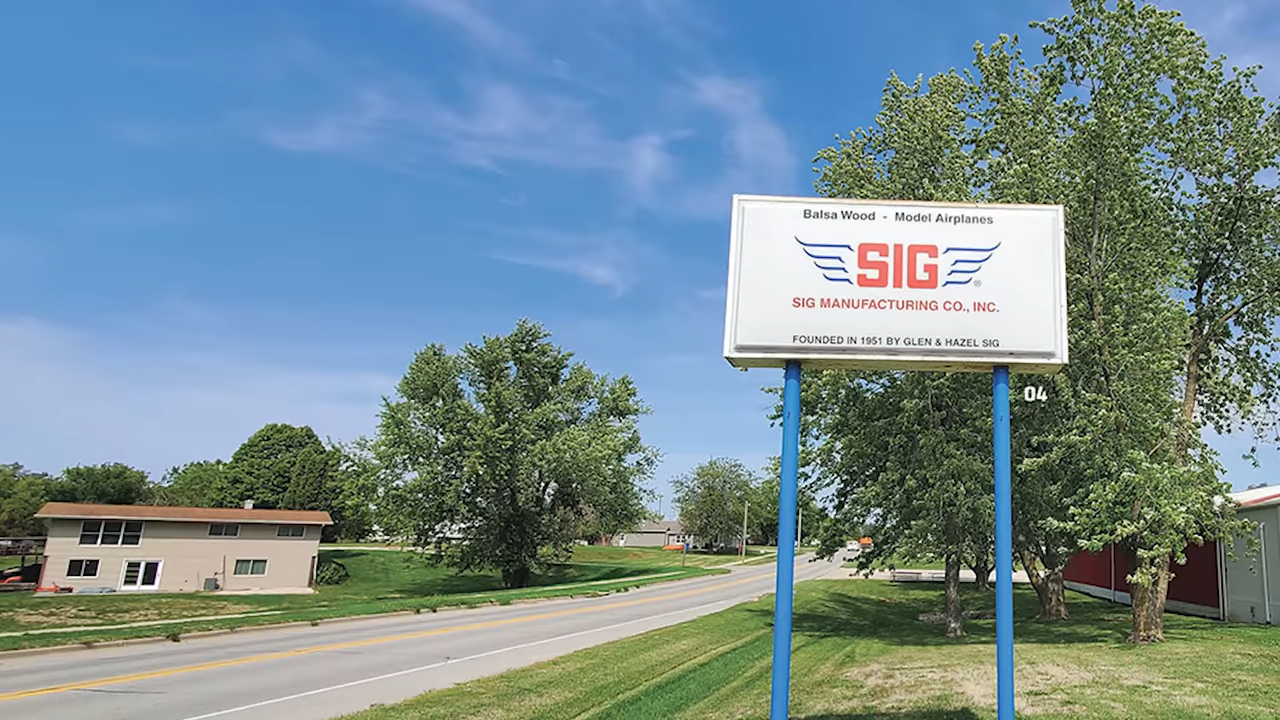 Balsa Wood - Model Airplanes
SIG®
SIG MANUFACTURING CO., INC.
FOUNDED IN 1951 BY GLEN & HAZEL SIG
04